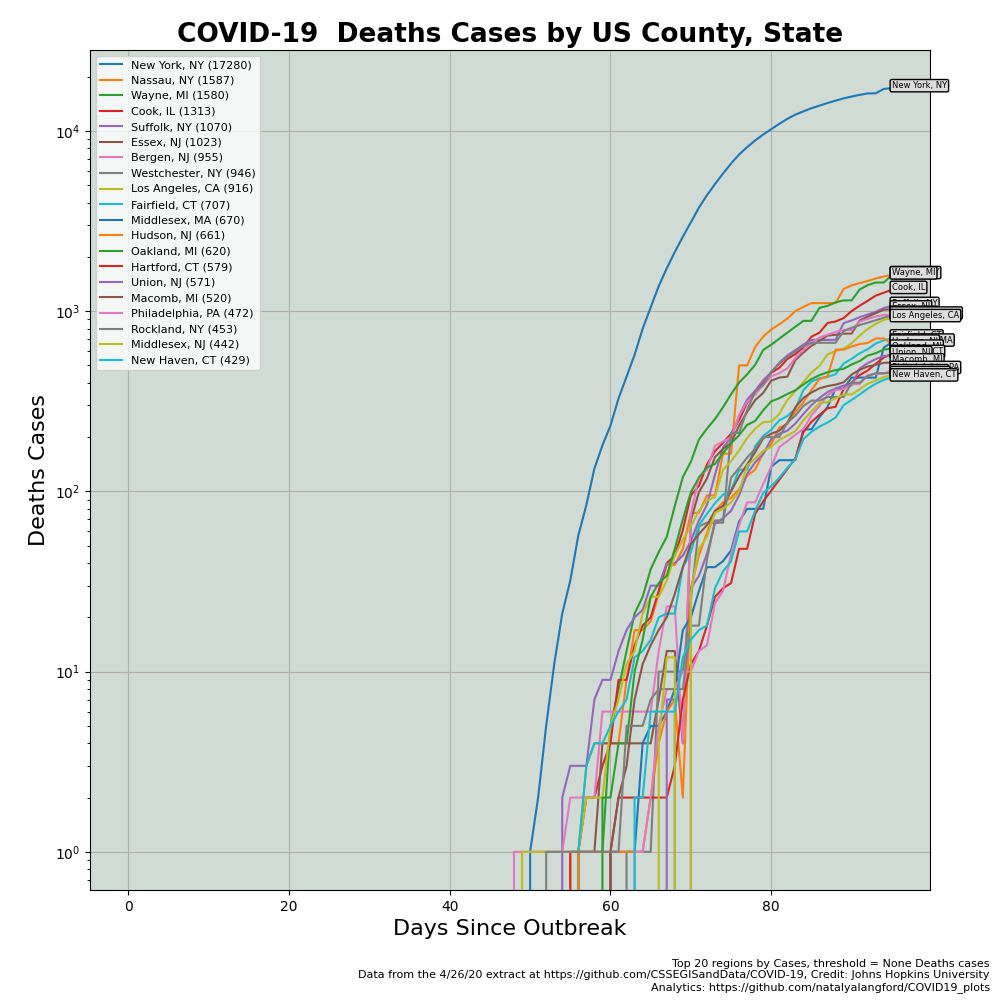 COVID-19 Deaths Cases by US County, State
New York, NY (17280)
Nassau, NY (1587)
Wayne, MI (1580)
Cook, IL (1313)
Suffolk, NY (1070)
Essex, NJ (1023)
Bergen, NJ (955)
Westchester, NY (946)
Los Angeles, CA (916)
Fairfield, CT (707)
Middlesex, MA (670)
Hudson, NJ (661)
Oakland, MI (620)
Hartford, CT (579)
Union, NJ (571)
Macomb, MI (520)
Philadelphia, PA (472)
Rockland, NY (453)
Middlesex, NJ (442)
New Haven, CT (429)
New York, NY
Wayne, MI
Cook, IL
Los Angeles, CA
Macomb, MI
New Haven, CT
10⁴
10³
10²
10¹
10⁰
Deaths Cases
0 20 40 60 80
Days Since Outbreak
Top 20 regions by Cases, threshold = None Deaths cases
Data from the 4/26/20 extract at https://github.com/CSSEGISandData/COVID-19, Credit: Johns Hopkins University
Analytics: https://github.com/natalyalangford/COVID19_plots